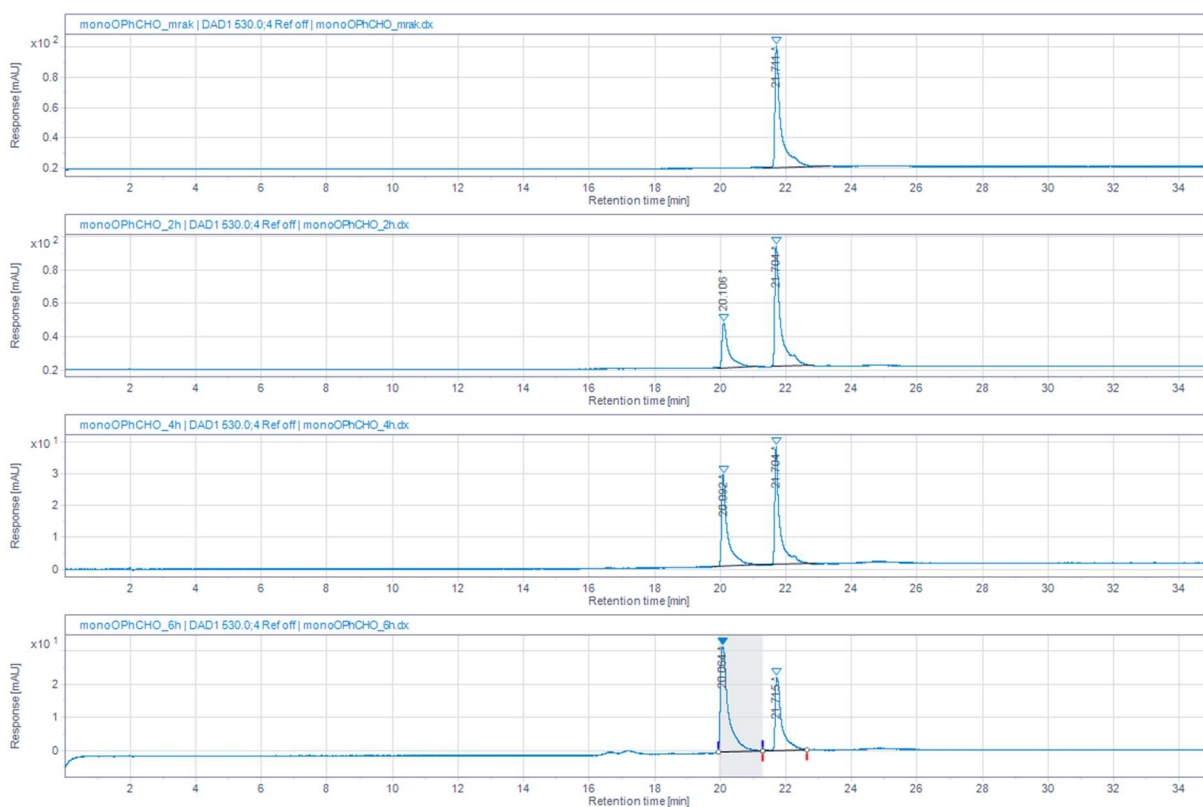 monoOPhCHO_mrak | DAD1 530.0;4 Ref off | monoOPhCHO_mrak.dx
x10 2
Response [mAU]
0.8
0.6
0.4
0.2
21.711 *
2 4 6 8 10 12 14 16 18 20 22 24 26 28 30 32 34
Retention time [min]
monoOPhCHO_2h | DAD1 530.0;4 Ref off | monoOPhCHO_2h.dx
x10 2
Response [mAU]
0.8
0.6
0.4
0.2
20.106 *
21.704 *
2 4 6 8 10 12 14 16 18 20 22 24 26 28 30 32 34
Retention time [min]
monoOPhCHO_4h | DAD1 530.0;4 Ref off | monoOPhCHO_4h.dx
x10 1
Response [mAU]
3
2
1
0
20.092 *
21.704 *
2 4 6 8 10 12 14 16 18 20 22 24 26 28 30 32 34
Retention time [min]
monoOPhCHO_6h | DAD1 530.0;4 Ref off | monoOPhCHO_6h.dx
x10 1
Response [mAU]
2
1
0
20.064 *
21.715 *
2 4 6 8 10 12 14 16 18 20 22 24 26 28 30 32 34
Retention time [min]